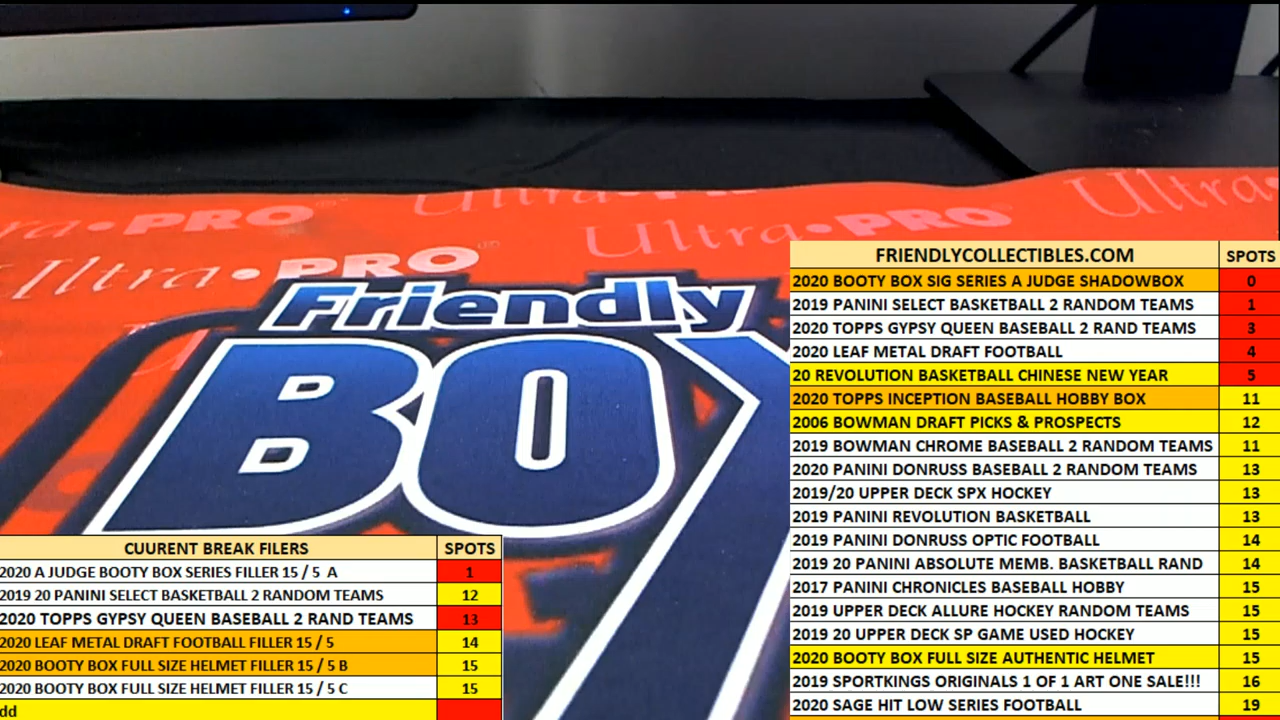 Ultra•PRO
Ultra•PRO
Ultra•PRO
Ultra
Friendly
BO
FRIENDLYCOLLECTIBLES.COM SPOTS
2020 BOOTY BOX SIG SERIES A JUDGE SHADOWBOX 0
2019 PANINI SELECT BASKETBALL 2 RANDOM TEAMS 1
2020 TOPPS GYPSY QUEEN BASEBALL 2 RAND TEAMS 3
2020 LEAF METAL DRAFT FOOTBALL 4
20 REVOLUTION BASKETBALL CHINESE NEW YEAR 5
2020 TOPPS INCEPTION BASEBALL HOBBY BOX 11
2006 BOWMAN DRAFT PICKS & PROSPECTS 12
2019 BOWMAN CHROME BASEBALL 2 RANDOM TEAMS 11
2020 PANINI DONRUSS BASEBALL 2 RANDOM TEAMS 13
2019/20 UPPER DECK SPX HOCKEY 13
2019 PANINI REVOLUTION BASKETBALL 13
2019 PANINI DONRUSS OPTIC FOOTBALL 14
2019 20 PANINI ABSOLUTE MEMB. BASKETBALL RAND 14
2017 PANINI CHRONICLES BASEBALL HOBBY 15
2019 UPPER DECK ALLURE HOCKEY RANDOM TEAMS 15
2019 20 UPPER DECK SP GAME USED HOCKEY 15
2020 BOOTY BOX FULL SIZE AUTHENTIC HELMET 15
2019 SPORTKINGS ORIGINALS 1 OF 1 ART ONE SALE!!! 16
2020 SAGE HIT LOW SERIES FOOTBALL 19
CUURENT BREAK FILERS SPOTS
2020 A JUDGE BOOTY BOX SERIES FILLER 15 / 5 A 1
2019 20 PANINI SELECT BASKETBALL 2 RANDOM TEAMS 12
2020 TOPPS GYPSY QUEEN BASEBALL 2 RAND TEAMS 13
2020 LEAF METAL DRAFT FOOTBALL FILLER 15 / 5 14
2020 BOOTY BOX FULL SIZE HELMET FILLER 15 / 5 B 15
2020 BOOTY BOX FULL SIZE HELMET FILLER 15 / 5 C 15
dd